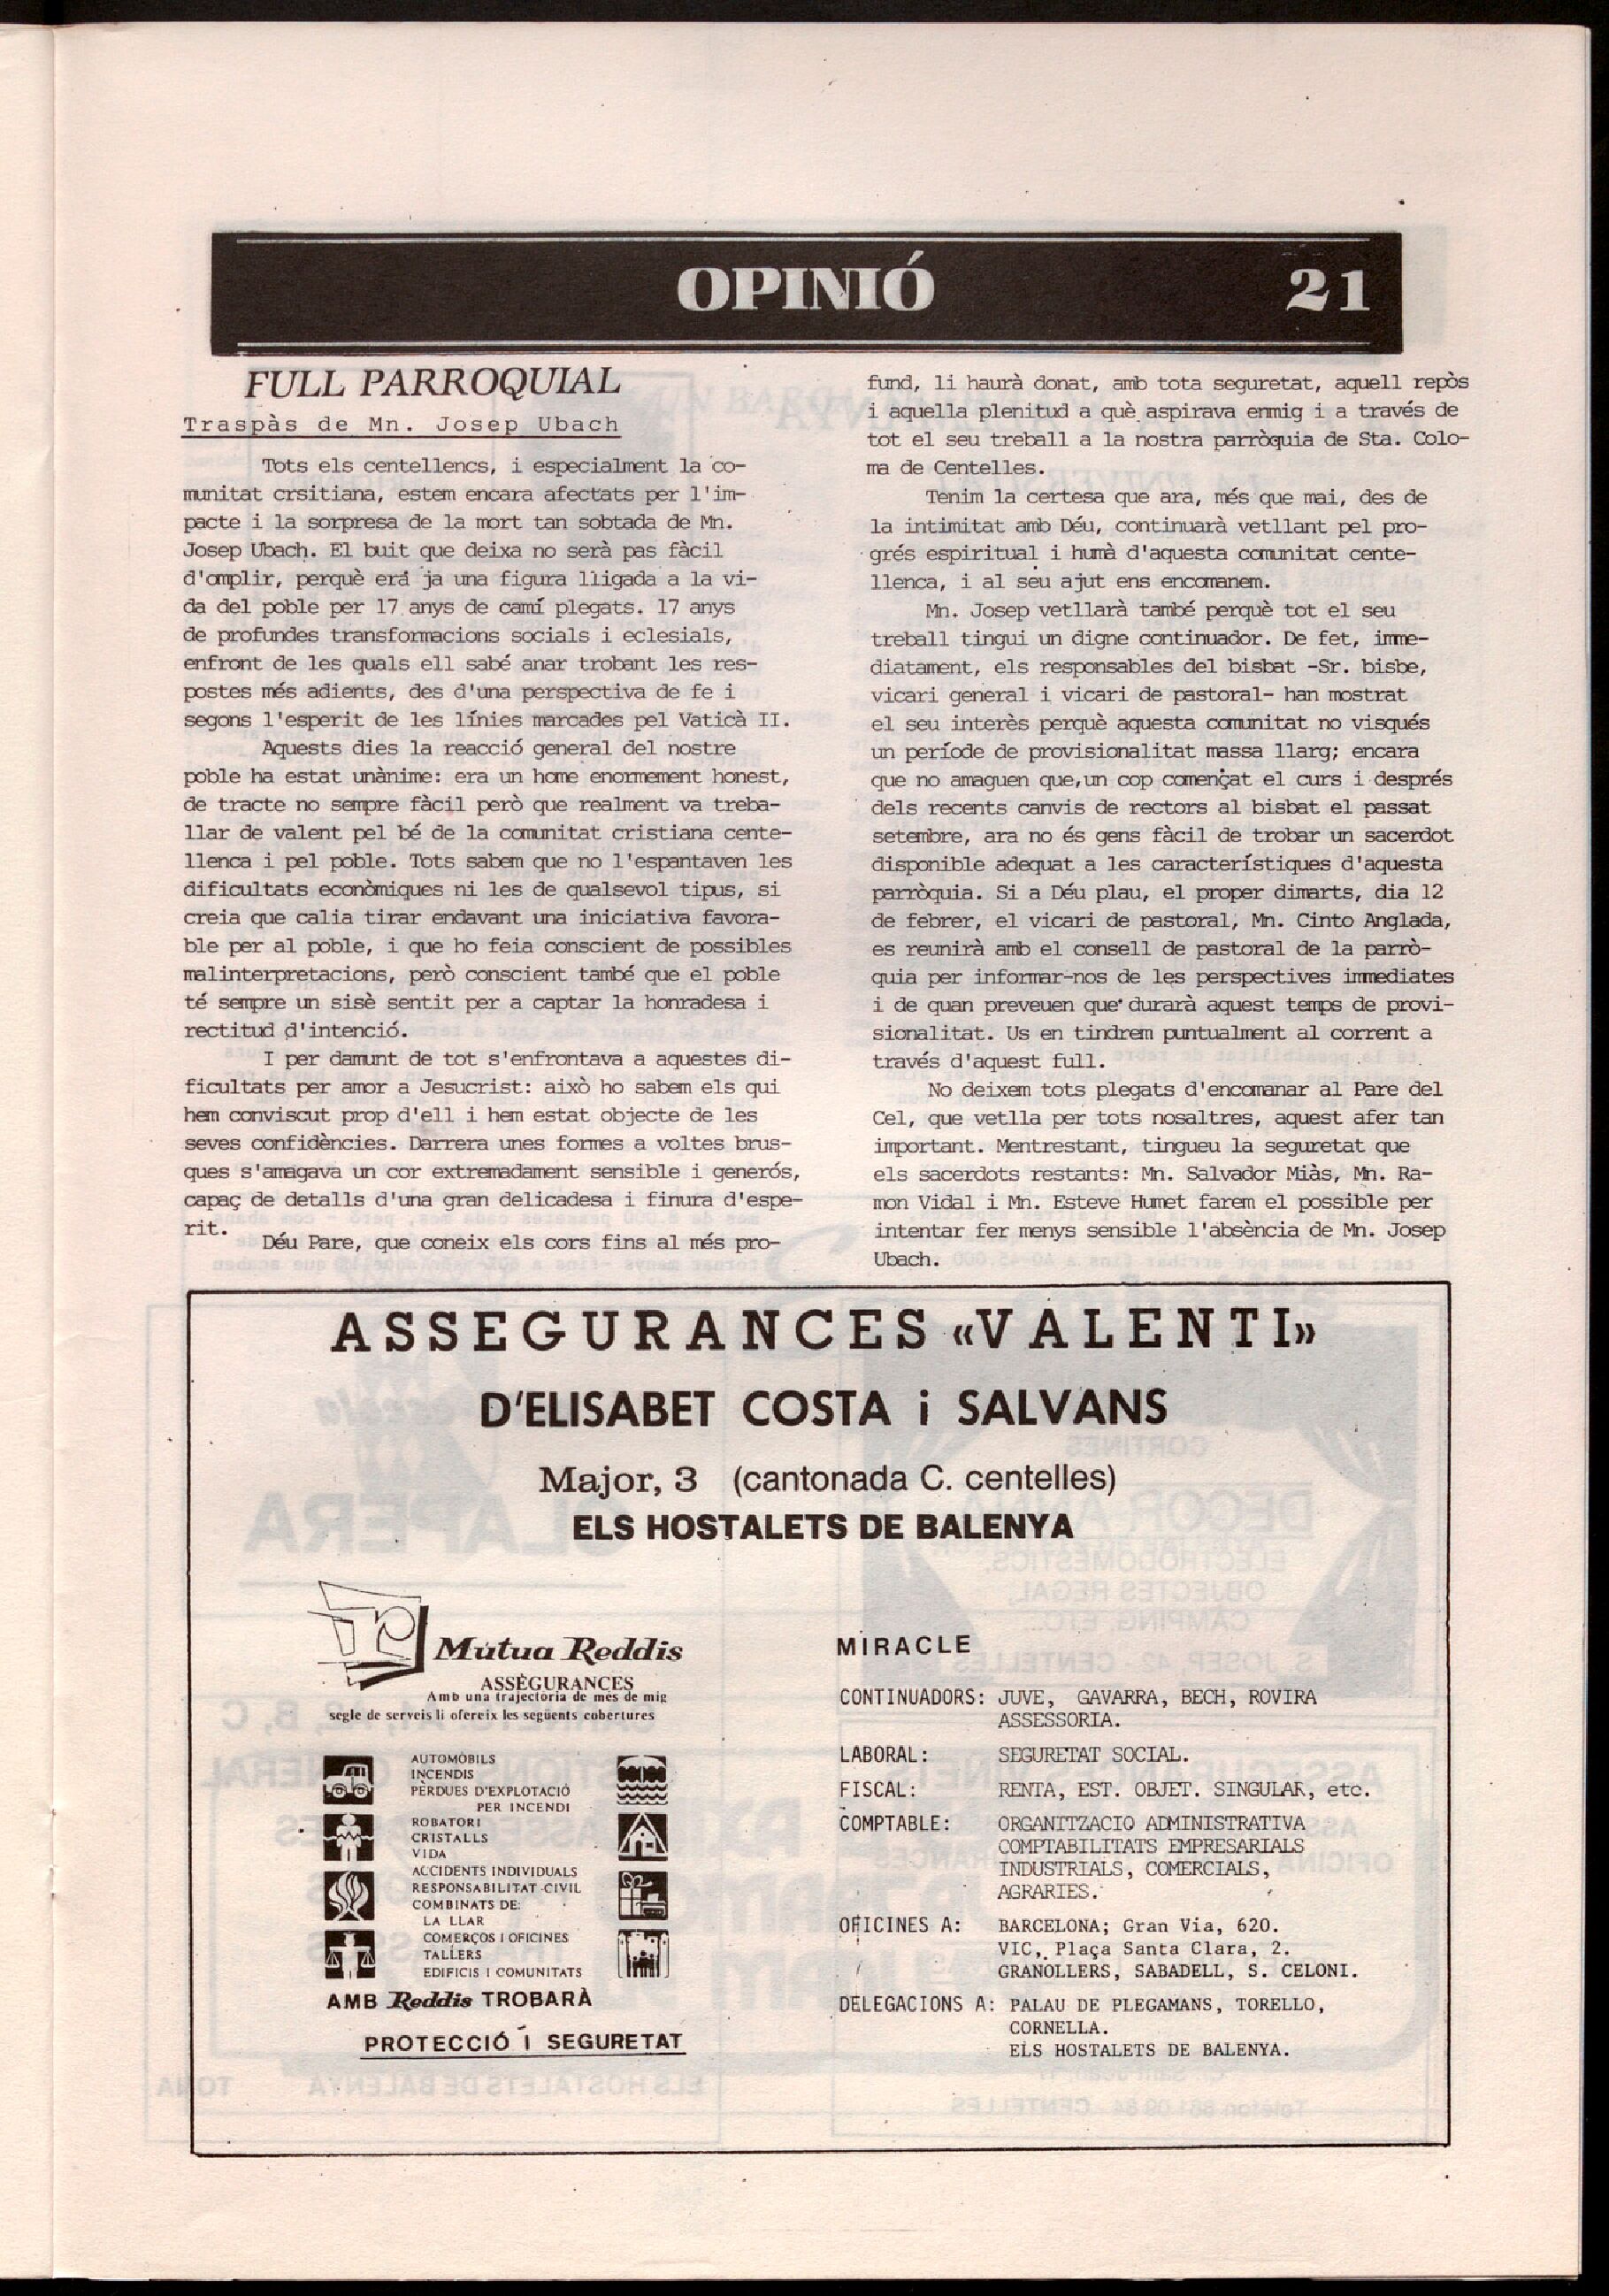 OPINIÓ 21
FULL PARROQUIAL
Traspàs de Mn. Josep Ubach
Tots els centellencs, i especialment la co-
munitat crsitiana, estem encara afectats per l'im-
pacte i la sorpresa de la mort tan sobtada de Mn.
Josep Ubach. El buit que deixa no serà pas fàcil
d'omplir, perquè era ja una figura lligada a la vi-
da del poble per 17 anys de camí plegats. 17 anys
de profundes transformacions socials i eclesials,
enfront de les quals ell sabé anar trobant les res-
postes més adients, des d'una perspectiva de fe i
segons l'esperit de les línies marcades pel Vaticà II.
Aquests dies la reacció general del nostre
poble ha estat unànime: era un home enormement honest,
de tracte no sempre fàcil però que realment va treba-
llar de valent pel bé de la comunitat cristiana cente-
llenca i pel poble. Tots sabem que no l'espantaven les
dificultats econòmiques ni les de qualsevol tipus, si
creia que calia tirar endavant una iniciativa favora-
ble per al poble, i que ho feia conscient de possibles
malinterpretacions, però conscient també que el poble
té sempre un sisè sentit per a captar la honradesa i
rectitud d'intenció.
I per damunt de tot s'enfrontava a aquestes di-
ficultats per amor a Jesucrist: això ho sabem els qui
hem conviscut prop d'ell i hem estat objecte de les
seves confidències. Darrera unes formes a voltes brus-
ques s'amagava un cor extremadament sensible i generós,
capaç de detalls d'una gran delicadesa i finura d'espe-
rit.
Déu Pare, que coneix els cors fins al més pro-
fund, li haurà donat, amb tota seguretat, aquell repòs
i aquella plenitud a què aspirava enmig i a través de
tot el seu treball a la nostra parròquia de Sta. Colo-
ma de Centelles.
Tenim la certesa que ara, més que mai, des de
la intimitat amb Déu, continuarà vetllant pel pro-
grés espiritual i humà d'aquesta comunitat cente-
llenca, i al seu ajut ens encomanem.
Mn. Josep vetllarà també perquè tot el seu
treball tingui un digne continuador. De fet, imme-
diatament, els responsables del bisbat -Sr. bisbe,
vicari general i vicari de pastoral- han mostrat
el seu interès perquè aquesta comunitat no visqués
un període de provisionalitat massa llarg; encara
que no amaguen que,un cop començat el curs i després
dels recents canvis de rectors al bisbat el passat
setembre, ara no és gens fàcil de trobar un sacerdot
disponible adequat a les característiques d'aquesta
parròquia. Si a Déu plau, el proper dimarts, dia 12
de febrer, el vicari de pastoral, Mn. Cinto Anglada,
es reunirà amb el consell de pastoral de la parrò-
quia per informar-nos de les perspectives immediates
i de quan preveuen que durarà aquest temps de provi-
sionalitat. Us en tindrem puntualment al corrent a
través d'aquest full.
No deixem tots plegats d'encomanar al Pare del
Cel, que vetlla per tots nosaltres, aquest afer tan
important. Mentrestant, tingueu la seguretat que
els sacerdots restants: Mn. Salvador Miàs, Mn. Ra-
mon Vidal i Mn. Esteve Humet farem el possible per
intentar fer menys sensible l'absència de Mn. Josep
Ubach.
ASSEGURANCES «VALENTI»
D'ELISABET COSTA i SALVANS
Major, 3 (cantonada C. centelles)
ELS HOSTALETS DE BALENYA
Mútua Reddis
ASSEGURANCES
Amb una trajectòria de més de mig
segle de serveis li ofereix les següents cobertures
AUTOMÒBILS
INCENDIS
PÈRDUES D'EXPLOTACIÓ
PER INCENDI
ROBATORI
CRISTALLS
VIDA
ACCIDENTS INDIVIDUALS
RESPONSABILITAT CIVIL
COMBINATS DE:
LA LLAR
COMERÇOS I OFICINES
TALLERS
EDIFICIS I COMUNITATS
AMB Reddis TROBARÀ
PROTECCIÓ I SEGURETAT
MIRACLE
CONTINUADORS: JUVE, GAVARRA, BECH, ROVIRA
ASSESSORIA.
LABORAL: SEGURETAT SOCIAL.
FISCAL: RENTA, EST. OBJET. SINGULAR, etc.
COMPTABLE: ORGANITZACIO ADMINISTRATIVA
COMPTABILITATS EMPRESARIALS
INDUSTRIALS, COMERCIALS,
AGRARIES.
OFICINES A: BARCELONA; Gran Via, 620.
VIC, Plaça Santa Clara, 2.
GRANOLLERS, SABADELL, S. CELONI.
DELEGACIONS A: PALAU DE PLEGAMANS, TORELLO,
CORNELLA.
ELS HOSTALETS DE BALENYA.